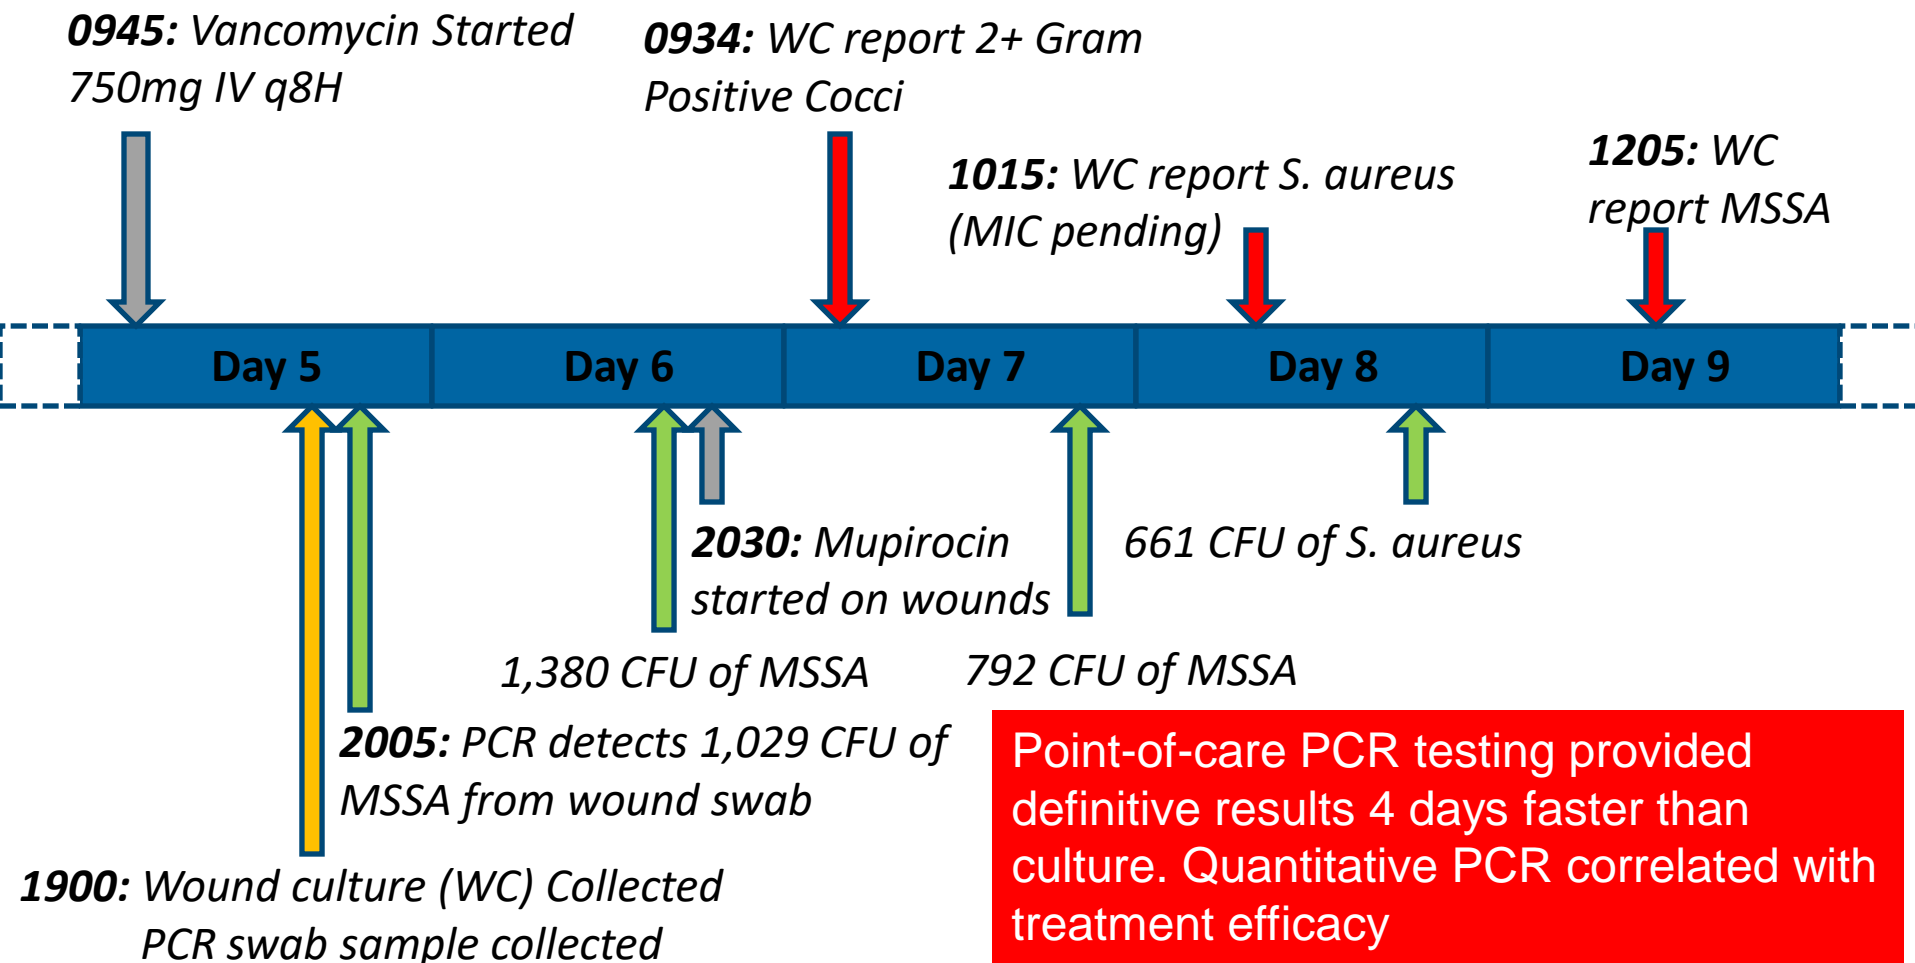 0945: Vancomycin Started
750mg IV q8H
0934: WC report 2+ Gram
Positive Cocci
1015: WC report S. aureus
(MIC pending)
1205: WC
report MSSA
Day 5
Day 6
Day 7
Day 8
Day 9
2030: Mupirocin
started on wounds
661 CFU of S. aureus
1,380 CFU of MSSA
792 CFU of MSSA
2005: PCR detects 1,029 CFU of
MSSA from wound swab
1900: Wound culture (WC) Collected
PCR swab sample collected
Point-of-care PCR testing provided
definitive results 4 days faster than
culture. Quantitative PCR correlated with
treatment efficacy